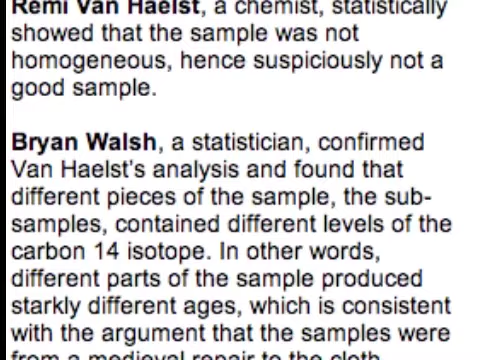 Remi Van Haelst, a chemist, statistically
showed that the sample was not
homogeneous, hence suspiciously not a
good sample.
Bryan Walsh, a statistician, confirmed
Van Haelst's analysis and found that
different pieces of the sample, the sub-
samples, contained different levels of the
carbon 14 isotope. In other words,
different parts of the sample produced
starkly different ages, which is consistent
with the argument that the samples were
from a medieval repair to the cloth